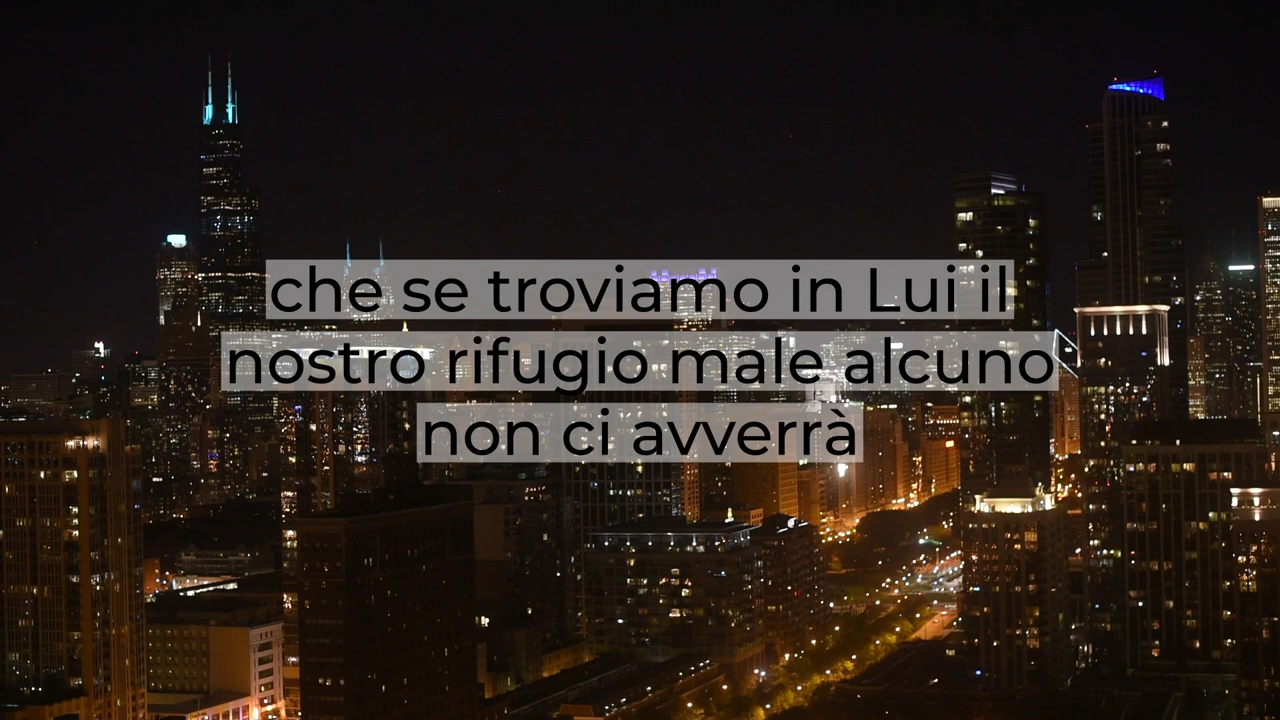 che se troviamo in Lui il
nostro rifugio male alcuno
non ci avverrà